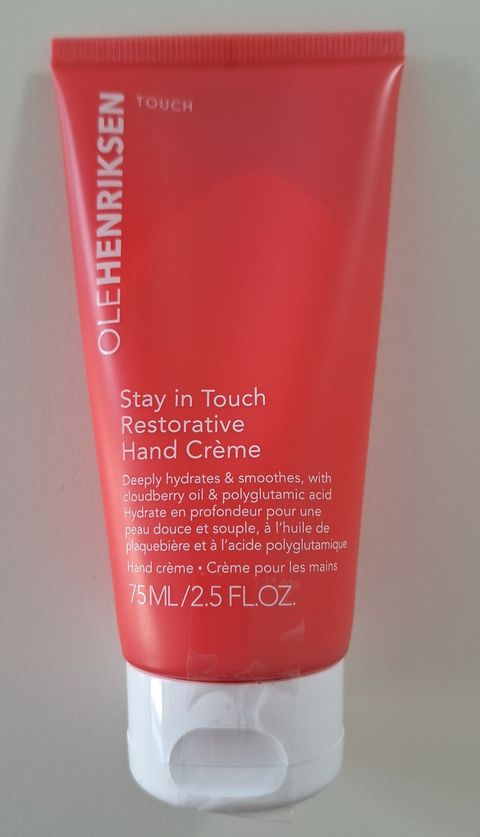 TOUCH
OLEHENRIKSEN
Stay in Touch
Restorative
Hand Crème
Deeply hydrates & smoothes, with
cloudberry oil & polyglutamic acid
Hydrate en profondeur pour une
peau douce et souple, à l'huile de
plaquebière et à l'acide polyglutamique
Hand crème • Crème pour les mains
75 ML/2.5 FL.OZ.